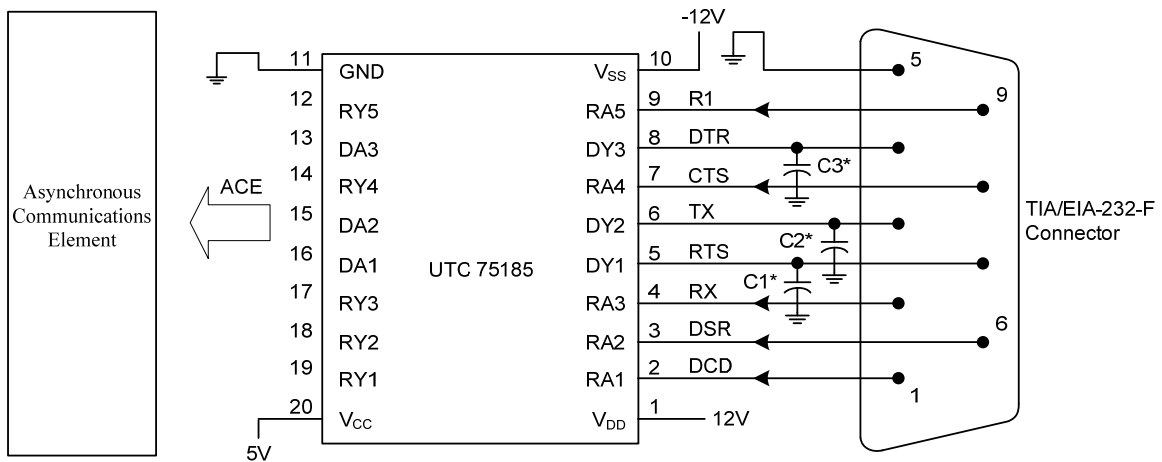 -12V
11 GND
VSS 10
5
12 RY5
RA5 9 R1
9
13 DA3
DY3 8 DTR
C3*
14 RY4
RA4 7 CTS
ACE
15 DA2
DY2 6 TX
C2*
16 DA1
DY1 5 RTS
C1*
17 RY3
RA3 4 RX
18 RY2
RA2 3 DSR
6
19 RY1
RA1 2 DCD
1
20 VCC
VDD 1 12V
5V
Asynchronous
Communications
Element
UTC 75185
TIA/EIA-232-F
Connector